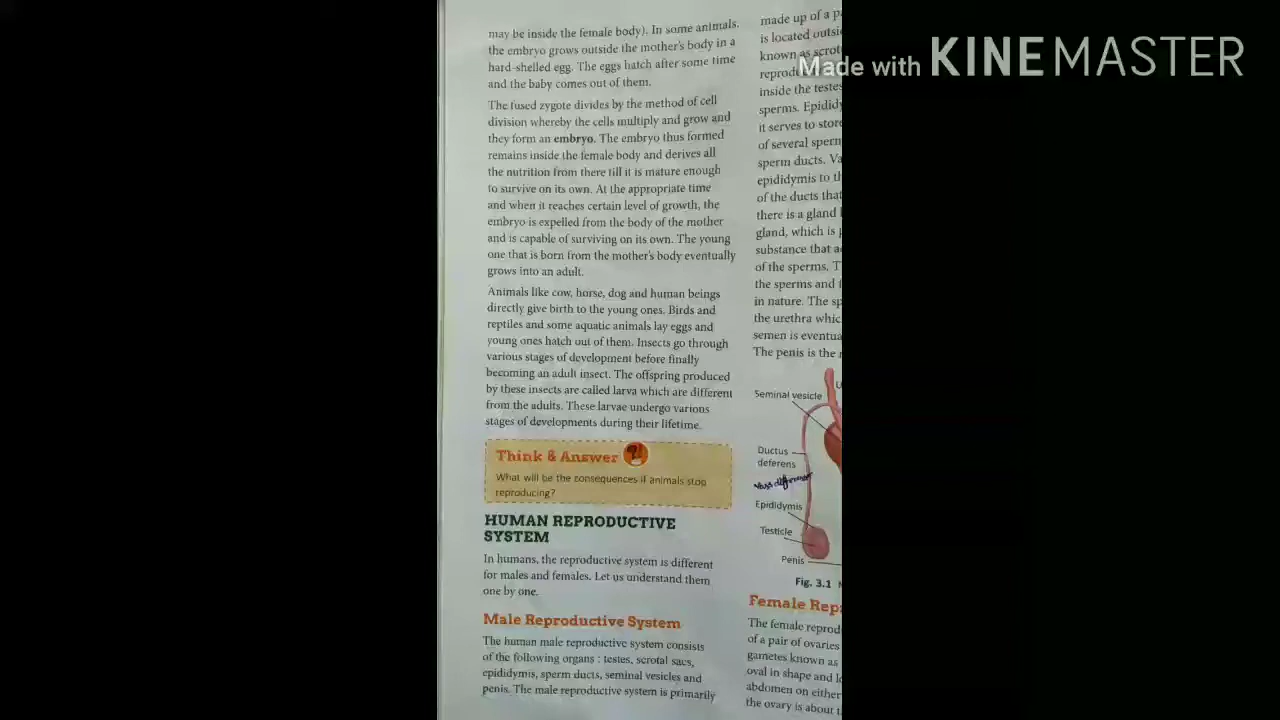 may be inside the female body). In some animals,
the embryo grows outside the mother's body in a
hard-shelled egg. The eggs hatch after some time
and the baby comes out of them.
The fused zygote divides by the method of cell
division whereby the cells multiply and grow and
they form an embryo. The embryo thus formed
remains inside the female body and derives all
the nutrition from there till it is mature enough
to survive on its own. At the appropriate time
and when it reaches certain level of growth, the
embryo is expelled from the body of the mother
and is capable of surviving on its own. The young
one that is born from the mother's body eventually
grows into an adult.
Animals like cow, horse, dog and human beings
directly give birth to the young ones. Birds and
reptiles and some aquatic animals lay eggs and
young ones hatch out of them. Insects go through
various stages of development before finally
becoming an adult insect. The offspring produced
by these insects are called larva which are different
from the adults. These larvae undergo various
stages of developments during their lifetime.
Think & Answer
What will be the consequences if animals stop
reproducing?
HUMAN REPRODUCTIVE
SYSTEM
In humans, the reproductive system is different
for males and females. Let us understand them
one by one.
Male Reproductive System
The human male reproductive system consists
of the following organs : testes, scrotal sacs,
epididymis, sperm ducts, seminal vesicles and
penis. The male reproductive system is primarily
made up of a
is located
known as
inside the testes
sperms.
it serves to store
of several
sperm ducts.
epididymis to
of the ducts that
there is a gland
gland, which is
substance that
of the sperms.
the sperms and
in nature. The
the urethra
semen is
The penis is the
Seminal vesicle
Ductus
deferens
Epididymis
Testicle
Penis
Fig. 3.1
Female
The female
of a pair of ovaries
gametes known as
oval in shape and
abdomen on either
the ovary is about
Made with KINEMASTER